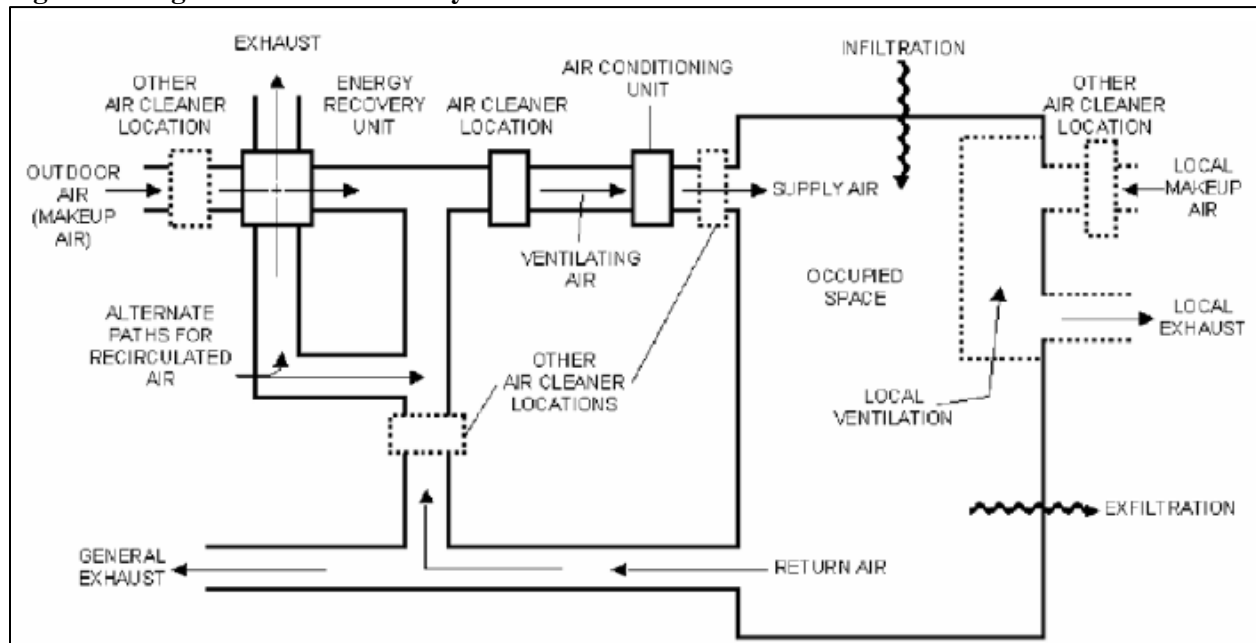 EXHAUST
INFILTRATION
OTHER
AIR CLEANER
LOCATION
ENERGY
RECOVERY
UNIT
AIR CLEANER
LOCATION
AIR CONDITIONING
UNIT
OTHER
AIR CLEANER
LOCATION
OUTDOOR
AIR
(MAKEUP
AIR)
SUPPLY AIR
LOCAL
MAKEUP
AIR
VENTILATING
AIR
OCCUPIED
SPACE
LOCAL
EXHAUST
ALTERNATE
PATHS FOR
RECIRCULATED
AIR
OTHER
AIR CLEANER
LOCATIONS
LOCAL
VENTILATION
EXFILTRATION
GENERAL
EXHAUST
RETURN AIR